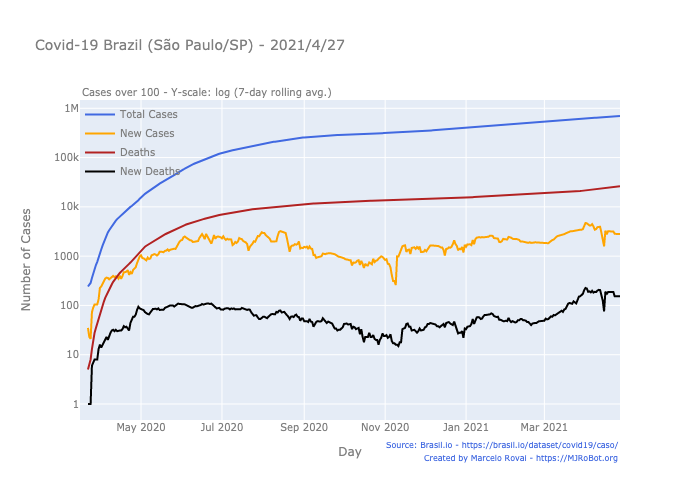 Covid-19 Brazil (São Paulo/SP) - 2021/4/27
Cases over 100 - Y-scale: log (7-day rolling avg.)
Total Cases
New Cases
Deaths
New Deaths
1M
100k
10k
1000
100
10
1
Number of Cases
May 2020
Jul 2020
Sep 2020
Nov 2020
Jan 2021
Mar 2021
Day
Source: Brasil.io - https://brasil.io/dataset/covid19/caso/
Created by Marcelo Rovai - https://MJRoBot.org